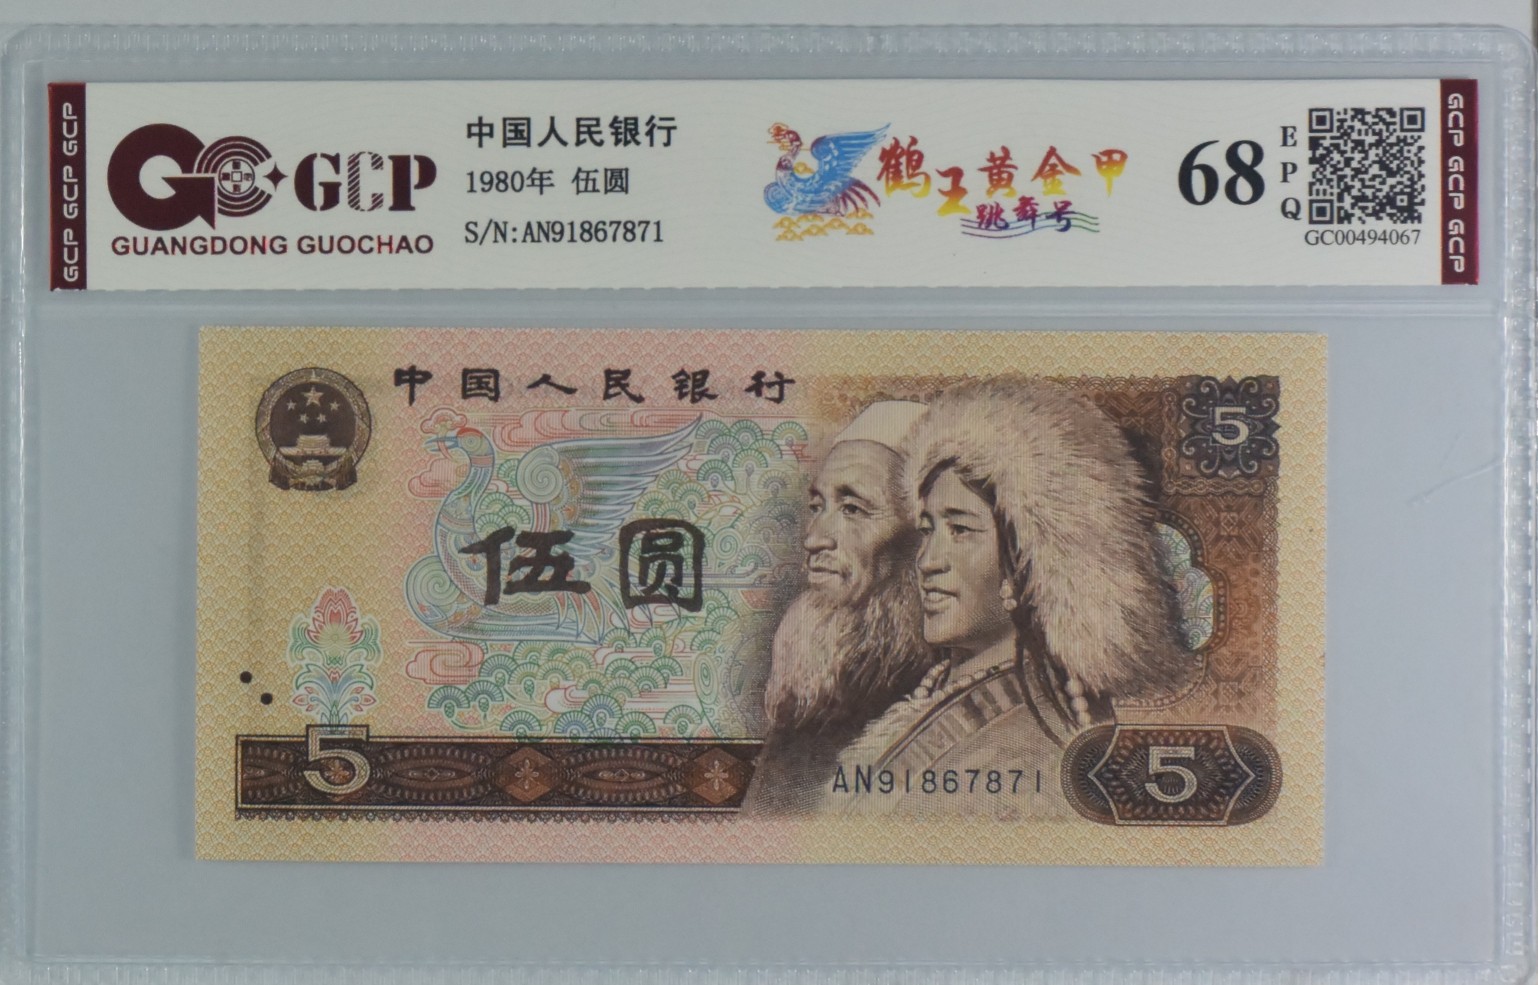 GCP GCP GCP
GCP
GUANGDONG GUOCHAO
中国人民银行
1980年 伍圆
S/N:AN91867871
鹤王黄金甲
跳舞号
68
EPQ
GC00494067
GCP GCP GCP
中国人民银行
5
伍圆
5
AN91867871
5